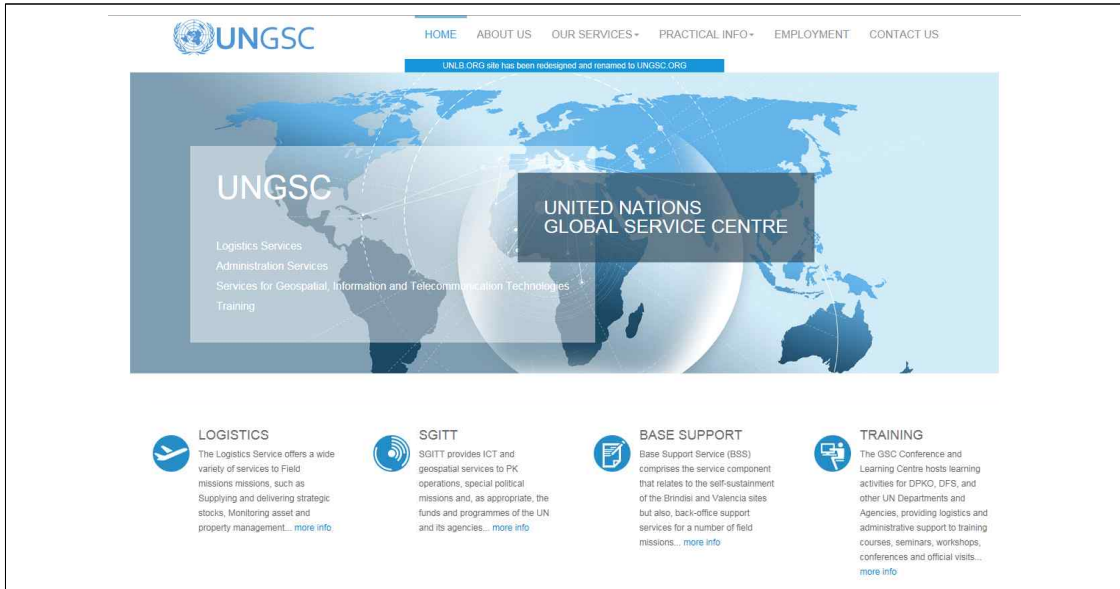 UNGSC
HOME ABOUT US OUR SERVICES PRACTICAL INFO EMPLOYMENT CONTACT US
UNLB.ORG site has been redesigned and renamed to UNGSC.ORG
UNGSC
Logistics Services
Administration Services
Services for Geospatial, Information and Telecommunication Technologies
Training
UNITED NATIONS
GLOBAL SERVICE CENTRE
LOGISTICS
The Logistics Service offers a wide
variety of services to Field
missions missions, such as
Supplying and delivering strategic
stocks, Monitoring asset and
property management... more info
SGITT
SGITT provides ICT and
geospatial services to PK
operations, special political
missions and, as appropriate, the
funds and programmes of the UN
and its agencies... more info
BASE SUPPORT
Base Support Service (BSS)
comprises the service component
that relates to the self-sustainment
of the Brindisi and Valencia sites
but also, back-office support
services for a number of field
missions... more info
TRAINING
The GSC Conference and
Learning Centre hosts learning
activities for DPKO, DFS, and
other UN Departments and
Agencies, providing logistics and
administrative support to training
courses, seminars, workshops,
conferences and official visits...
more info